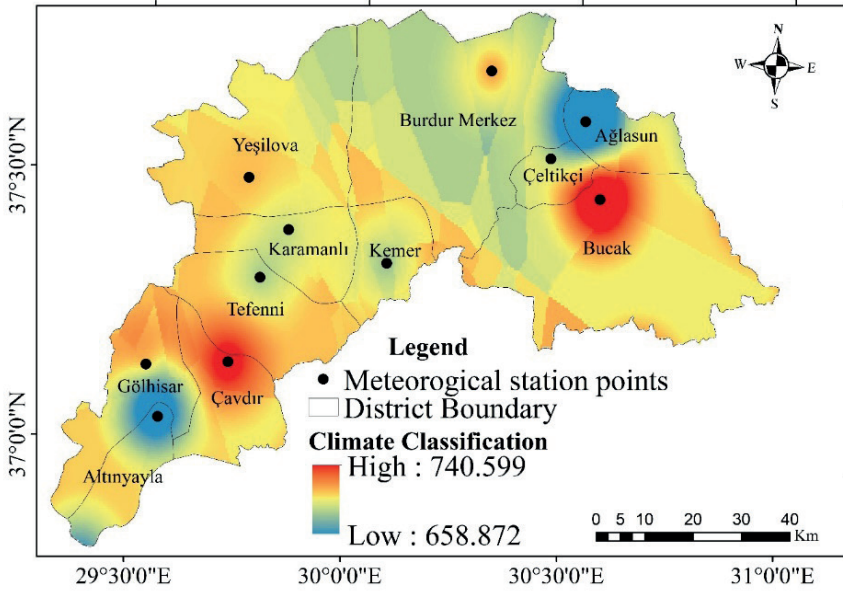 N
W E
S
Burdur Merkez
Ağlasun
Yeşilova
Çeltikçi
Karamanlı
Kemer
Bucak
Tefenni
Gölhisar
Çavdır
Altınyayla
37°30'0"N
37°0'0"N
Legend
Meteorogical station points
District Boundary
Climate Classification
High : 740.599
Low : 658.872
0 5 10 20 30 40
Km
29°30'0"E 30°0'0"E 30°30'0"E 31°0'0"E